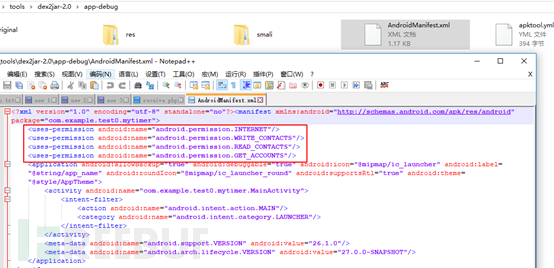 tools › dex2jar-2.0 › app-debug
riginal
res
smali
AndroidManifest.xml
XML 文档
1.17 KB
apktool.yml
YML 文件
394 字节
tools\dex2jar-2.0\app-debug\AndroidManifest.xml - Notepad++
编辑(E) 搜索(S) 视图(V) 编码(N) 语言(L) 设置(T) 工具(O) 宏(M) 运行(R) 插件(P) 窗口(W) ?
AndroidManifest.xml
<?xml version="1.0" encoding="utf-8" standalone="no"?><manifest xmlns:android="http://schemas.android.com/apk/res/android"
package="com.example.test0.mytimer">
<uses-permission android:name="android.permission.INTERNET"/>
<uses-permission android:name="android.permission.WRITE_CONTACTS"/>
<uses-permission android:name="android.permission.READ_CONTACTS"/>
<uses-permission android:name="android.permission.GET_ACCOUNTS"/>
<application android:allowBackup="true" android:debuggable="true" android:icon="@mipmap/ic_launcher" android:label=
"@string/app_name" android:roundIcon="@mipmap/ic_launcher_round" android:supportsRtl="true" android:theme=
"@style/AppTheme">
<activity android:name="com.example.test0.mytimer.MainActivity">
<intent-filter>
<action android:name="android.intent.action.MAIN"/>
<category android:name="android.intent.category.LAUNCHER"/>
</intent-filter>
</activity>
<meta-data android:name="android.support.VERSION" android:value="26.1.0"/>
<meta-data android:name="android.arch.lifecycle.VERSION" android:value="27.0.0-SNAPSHOT"/>
</application>